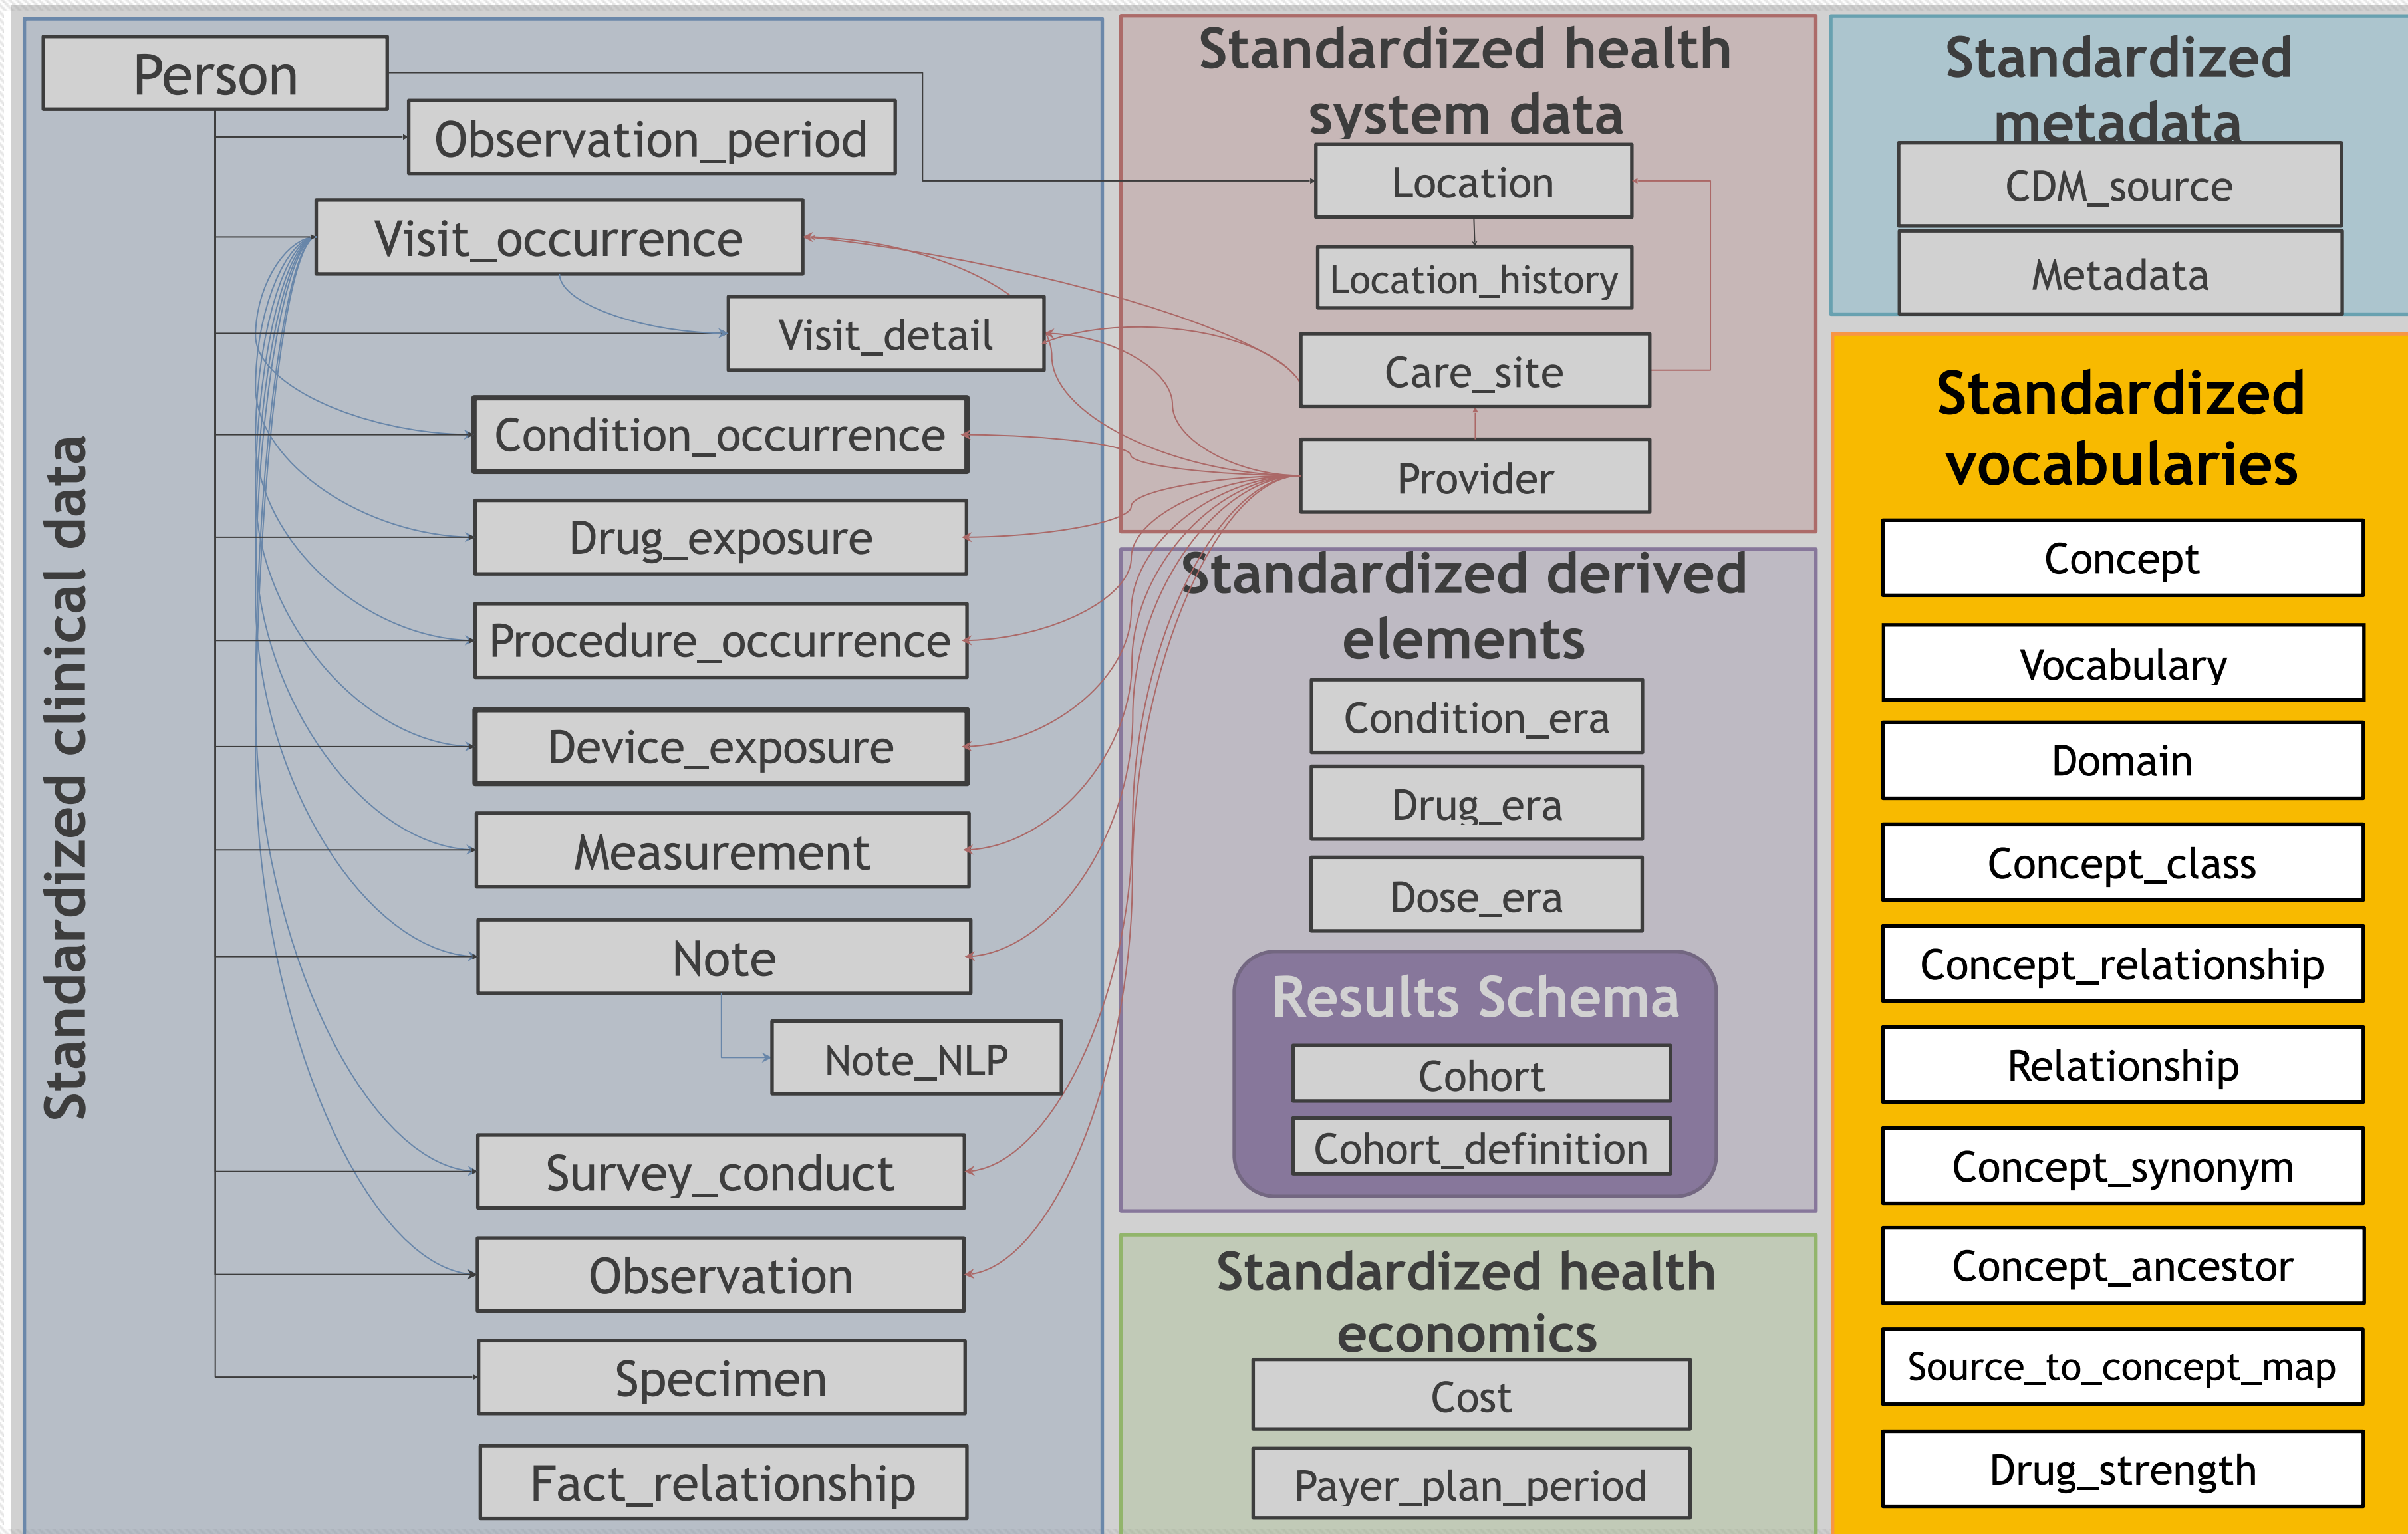 Standardized clinical data
Person
Observation_period
Visit_occurrence
Visit_detail
Condition_occurrence
Drug_exposure
Procedure_occurrence
Device_exposure
Measurement
Note
Note_NLP
Survey_conduct
Observation
Specimen
Fact_relationship
Standardized health
system data
Location
Location_history
Care_site
Provider
Standardized derived
elements
Condition_era
Drug_era
Dose_era
Results Schema
Cohort
Cohort_definition
Standardized health
economics
Cost
Payer_plan_period
Standardized
metadata
CDM_source
Metadata
Standardized
vocabularies
Concept
Vocabulary
Domain
Concept_class
Concept_relationship
Relationship
Concept_synonym
Concept_ancestor
Source_to_concept_map
Drug_strength